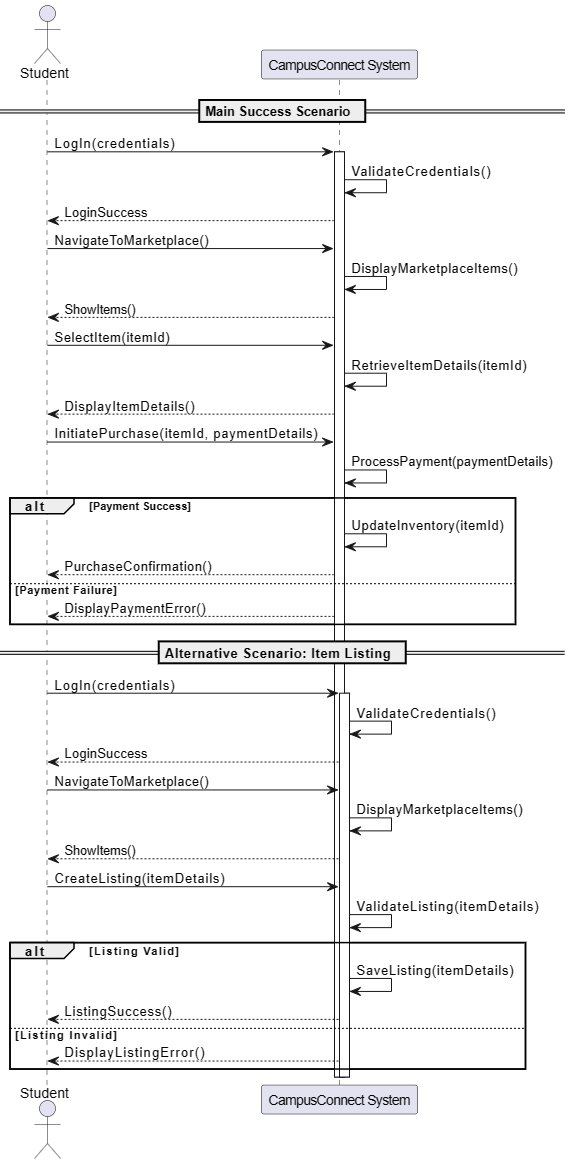 Student
CampusConnect System
Main Success Scenario
LogIn(credentials)
ValidateCredentials()
LoginSuccess
NavigateToMarketplace()
DisplayMarketplaceItems()
ShowItems()
SelectItem(itemId)
RetrieveItemDetails(itemId)
DisplayItemDetails()
InitiatePurchase(itemId, paymentDetails)
ProcessPayment(paymentDetails)
alt [Payment Success]
UpdateInventory(itemId)
PurchaseConfirmation()
[Payment Failure]
DisplayPaymentError()
Alternative Scenario: Item Listing
LogIn(credentials)
ValidateCredentials()
LoginSuccess
NavigateToMarketplace()
DisplayMarketplaceItems()
ShowItems()
CreateListing(itemDetails)
ValidateListing(itemDetails)
alt [Listing Valid]
SaveListing(itemDetails)
ListingSuccess()
[Listing Invalid]
DisplayListingError()
Student
CampusConnect System